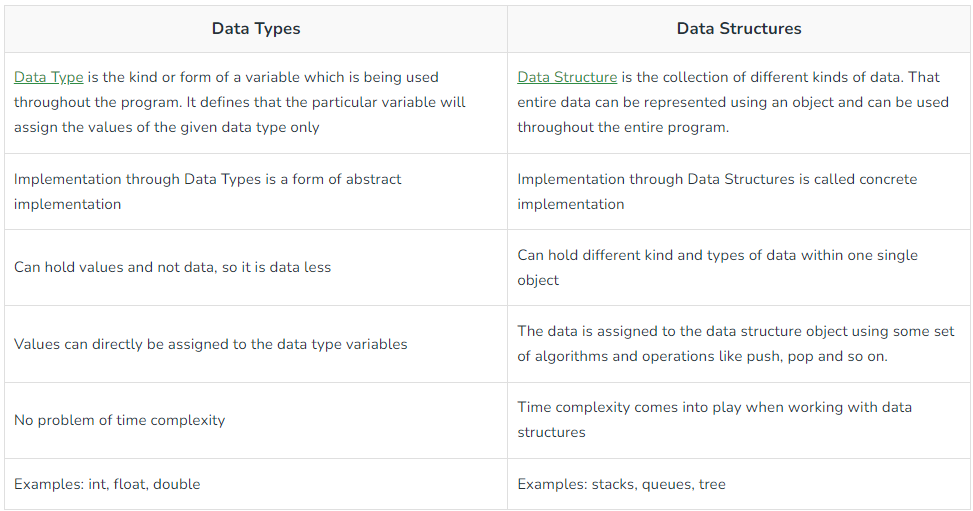 Data Types
Data Structures
Data Type is the kind or form of a variable which is being used
throughout the program. It defines that the particular variable will
assign the values of the given data type only
Data Structure is the collection of different kinds of data. That
entire data can be represented using an object and can be used
throughout the entire program.
Implementation through Data Types is a form of abstract
implementation
Implementation through Data Structures is called concrete
implementation
Can hold values and not data, so it is data less
Can hold different kind and types of data within one single
object
Values can directly be assigned to the data type variables
The data is assigned to the data structure object using some set
of algorithms and operations like push, pop and so on.
No problem of time complexity
Time complexity comes into play when working with data
structures
Examples: int, float, double
Examples: stacks, queues, tree